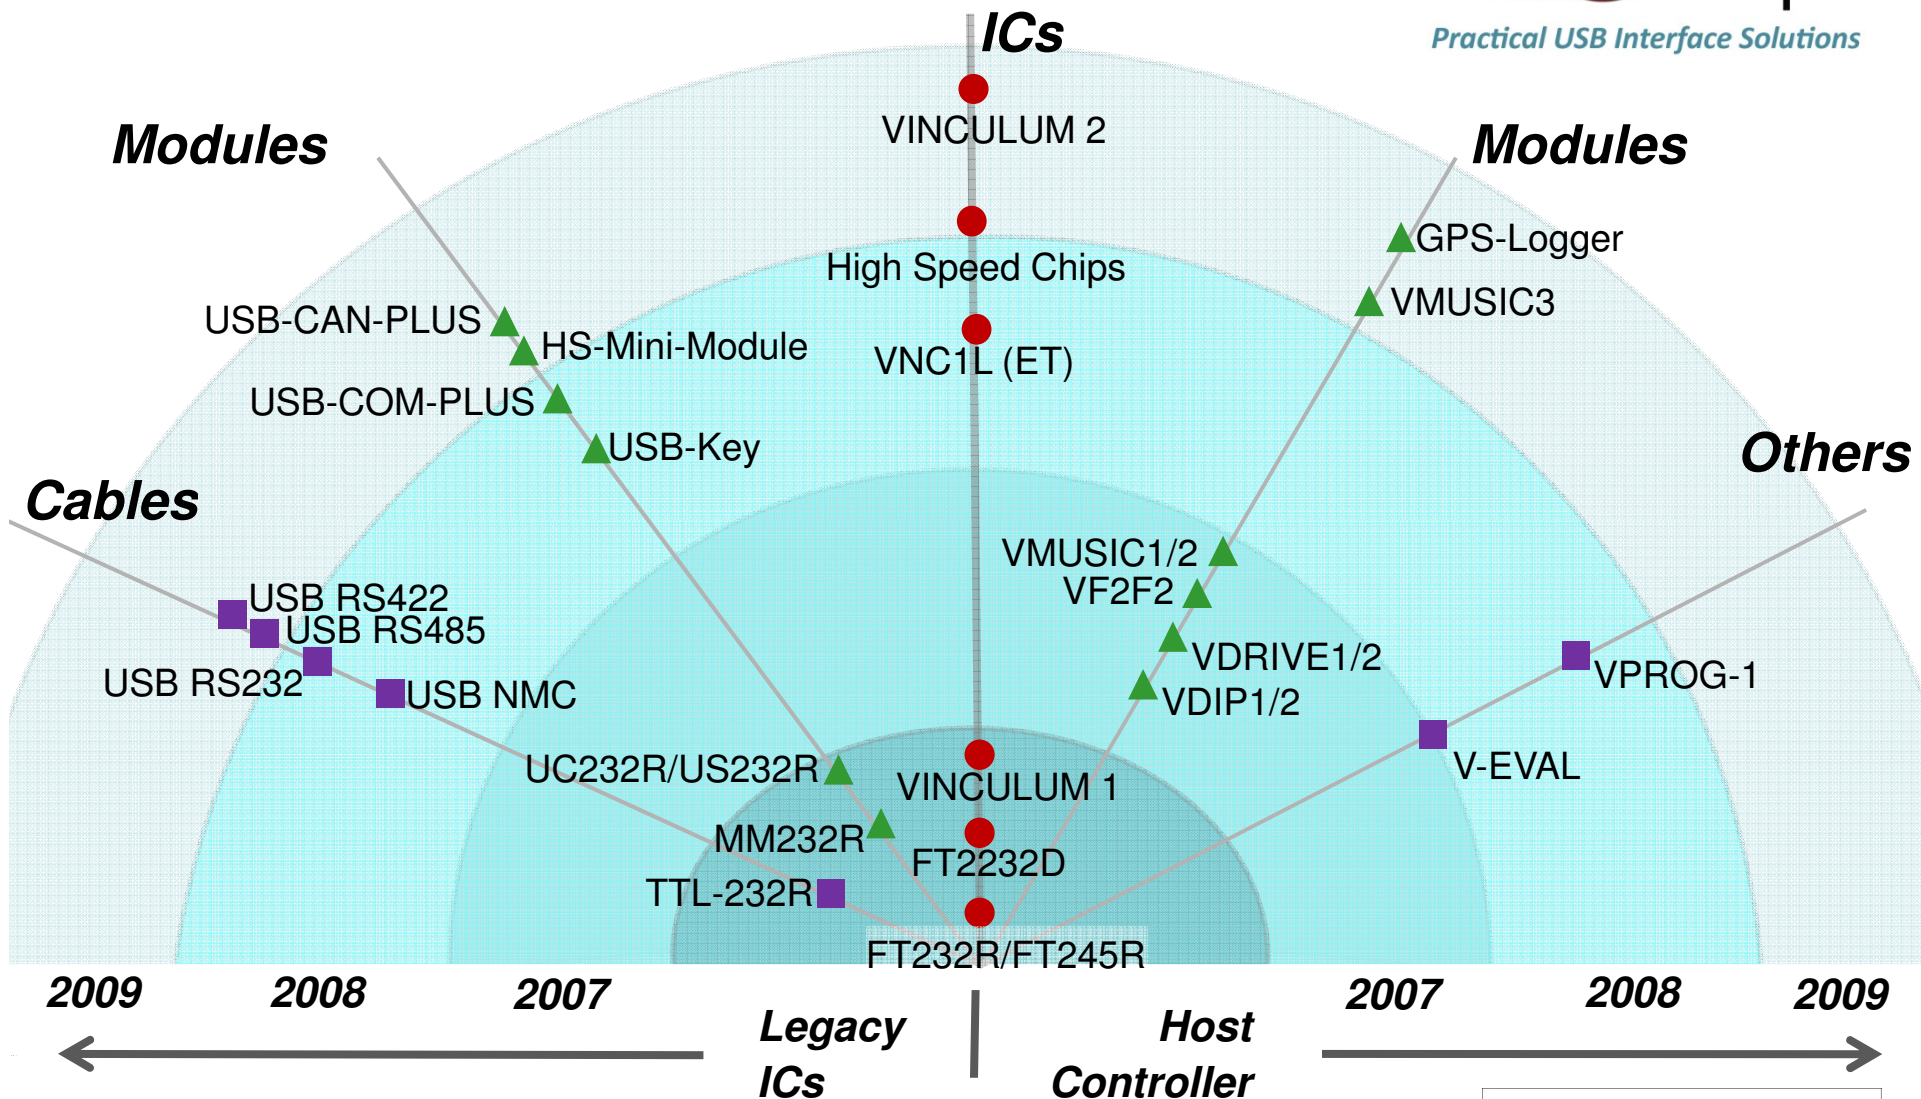 ICs
Practical USB Interface Solutions
VINCULUM 2
Modules
Modules
GPS-Logger
High Speed Chips
VMUSIC3
USB-CAN-PLUS
HS-Mini-Module
VNC1L (ET)
USB-COM-PLUS
USB-Key
Others
Cables
VMUSIC1/2
VF2F2
USB RS422
USB RS485
VDRIVE1/2
USB RS232
USB NMC
VPROG-1
VDIP1/2
UC232R/US232R
VINCULUM 1
V-EVAL
MM232R
FT2232D
TTL-232R
FT232R/FT245R
2009
2008
2007
2007
2008
2009
Legacy
ICs
Host
Controller